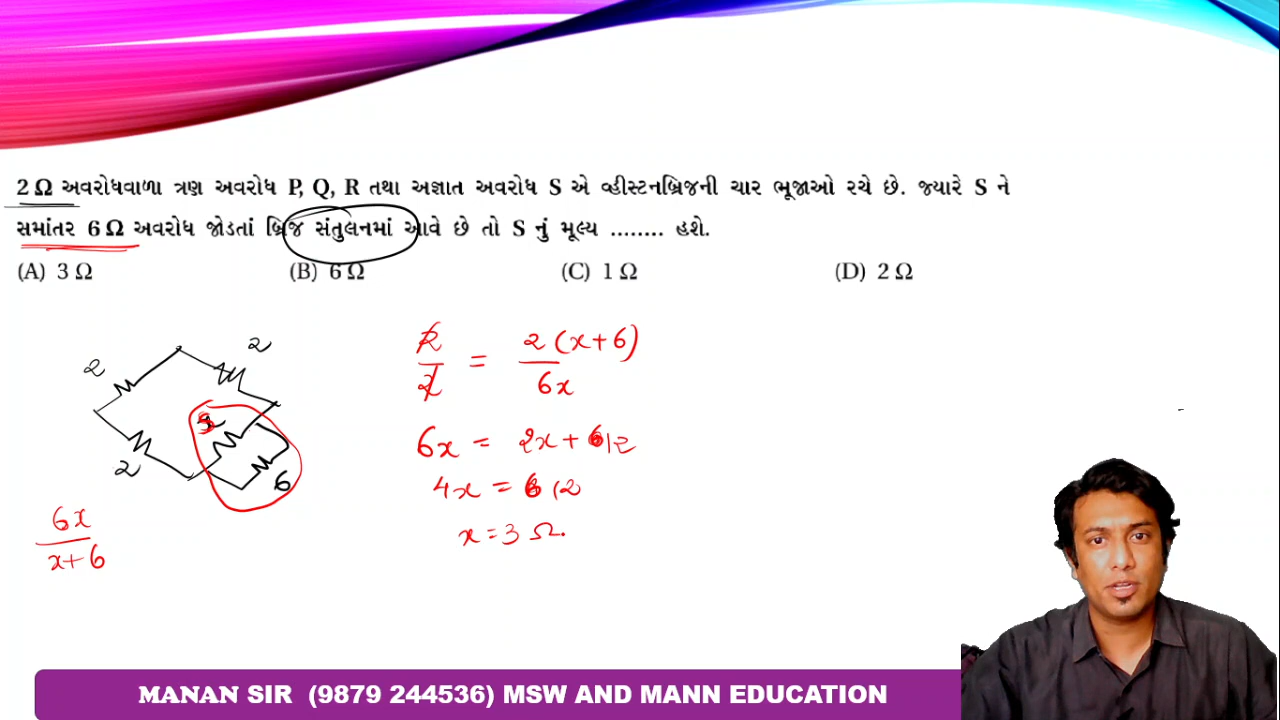 2 Ω અવરોધવાળા ત્રણ અવરોધ P, Q, R તથા અજ્ઞાત અવરોધ S એ વ્હીસ્ટનબ્રિજની ચાર ભૂજાઓ રચે છે. જ્યારે S ને
સમાંતર 6 Ω અવરોધ જોડતાં બ્રિજ સંતુલનમાં આવે છે તો S નું મૂલ્ય ........ હશે.
(A) 3 Ω (B) 6 Ω (C) 1 Ω (D) 2 Ω
2 2
2 6
6x
x+6
2/2 = 2(x+6)/6x
6x = 2x + 12
4x = 12
x = 3 Ω.
MANAN SIR (9879 244536) MSW AND MANN EDUCATION